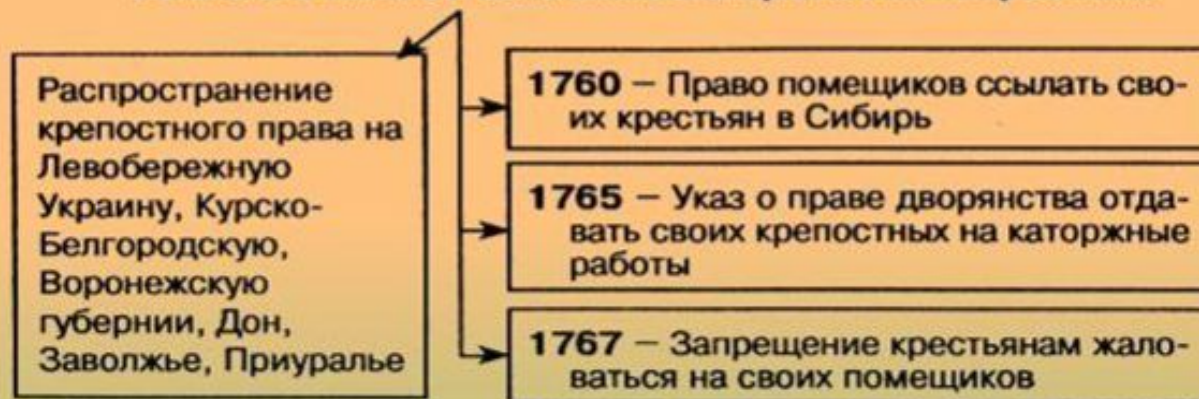 Распространение
крепостного права на
Левобережную
Украину, Курско-
Белгородскую,
Воронежскую
губернии, Дон,
Заволжье, Приуралье
1760 – Право помещиков ссылать сво-
их крестьян в Сибирь
1765 – Указ о праве дворянства отда-
вать своих крепостных на каторжные
работы
1767 – Запрещение крестьянам жало-
ваться на своих помещиков